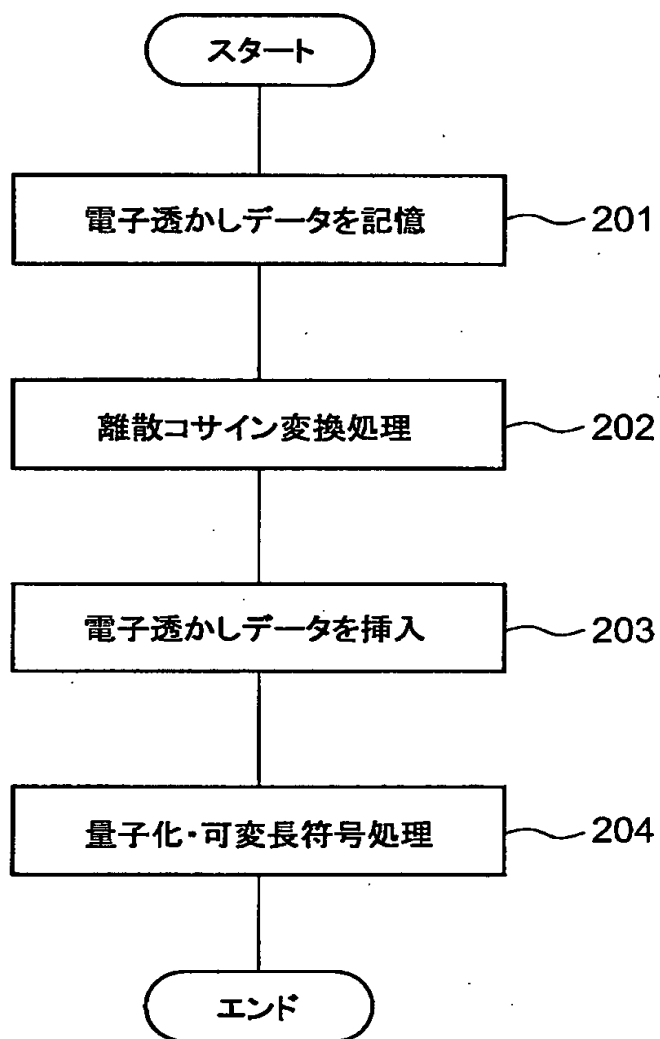 スタート
電子透かしデータを記憶
201
離散コサイン変換処理
202
電子透かしデータを挿入
203
量子化・可変長符号処理
204
エンド